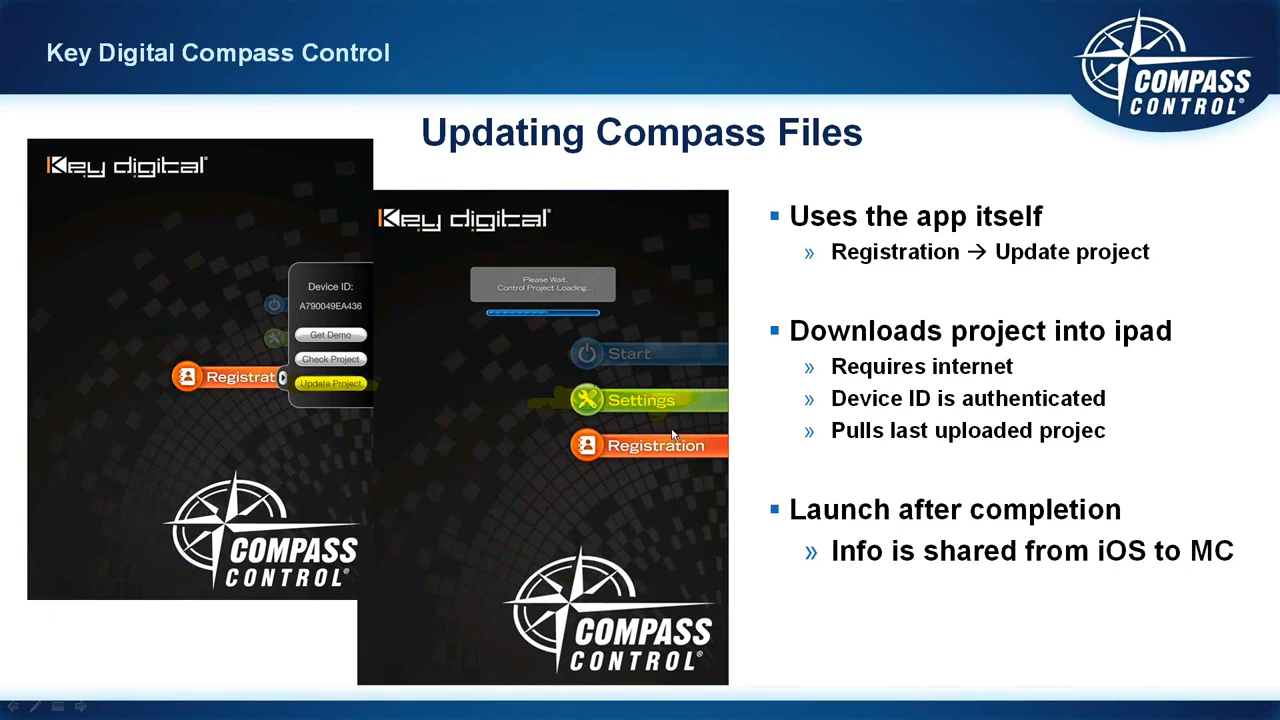 Key Digital Compass Control
COMPASS
CONTROL®
Updating Compass Files
Key digital®
Device ID:
A790049EA436
Get Demo
Check Project
Update Project
Registrat
COMPASS
CONTROL®
Key digital®
Please Wait.
Control Project Loading...
Start
Settings
Registration
COMPASS
CONTROL®
▪ Uses the app itself
» Registration → Update project
▪ Downloads project into ipad
» Requires internet
» Device ID is authenticated
» Pulls last uploaded projec
▪ Launch after completion
» Info is shared from iOS to MC